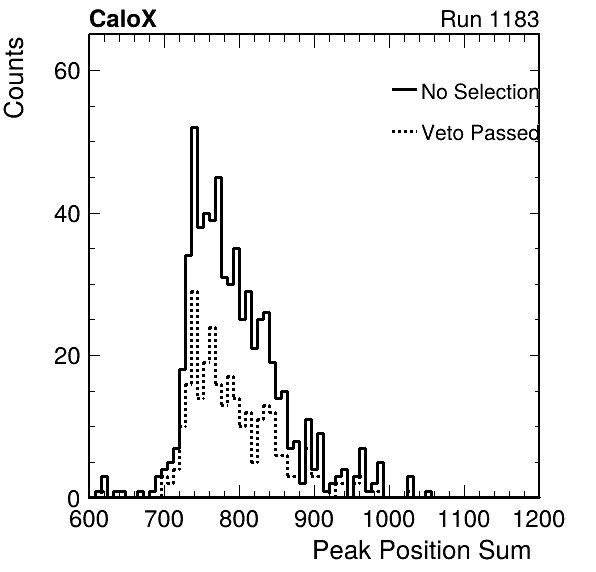 CaloX Run 1183
Counts
60
No Selection
Veto Passed
40
20
0
600 700 800 900 1000 1100 1200
Peak Position Sum